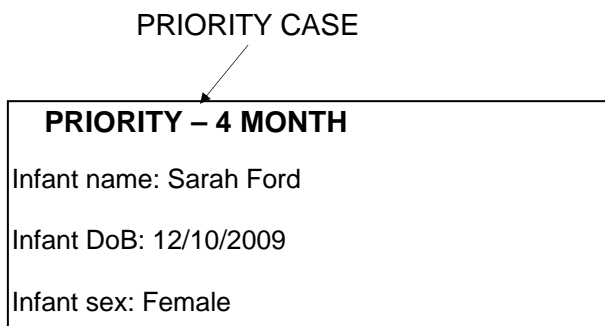 PRIORITY CASE
PRIORITY – 4 MONTH
Infant name: Sarah Ford
Infant DoB: 12/10/2009
Infant sex: Female